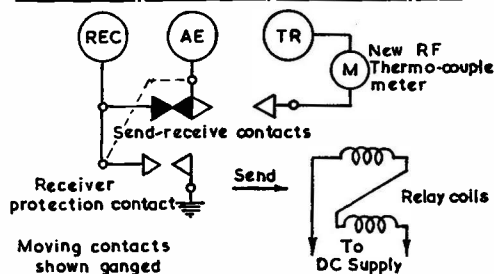 REC
AE
TR
M
New RF
Thermo-couple
meter
Send-receive contacts
Receiver
protection contact
Send
Relay coils
Moving contacts
shown ganged
To
DC Supply